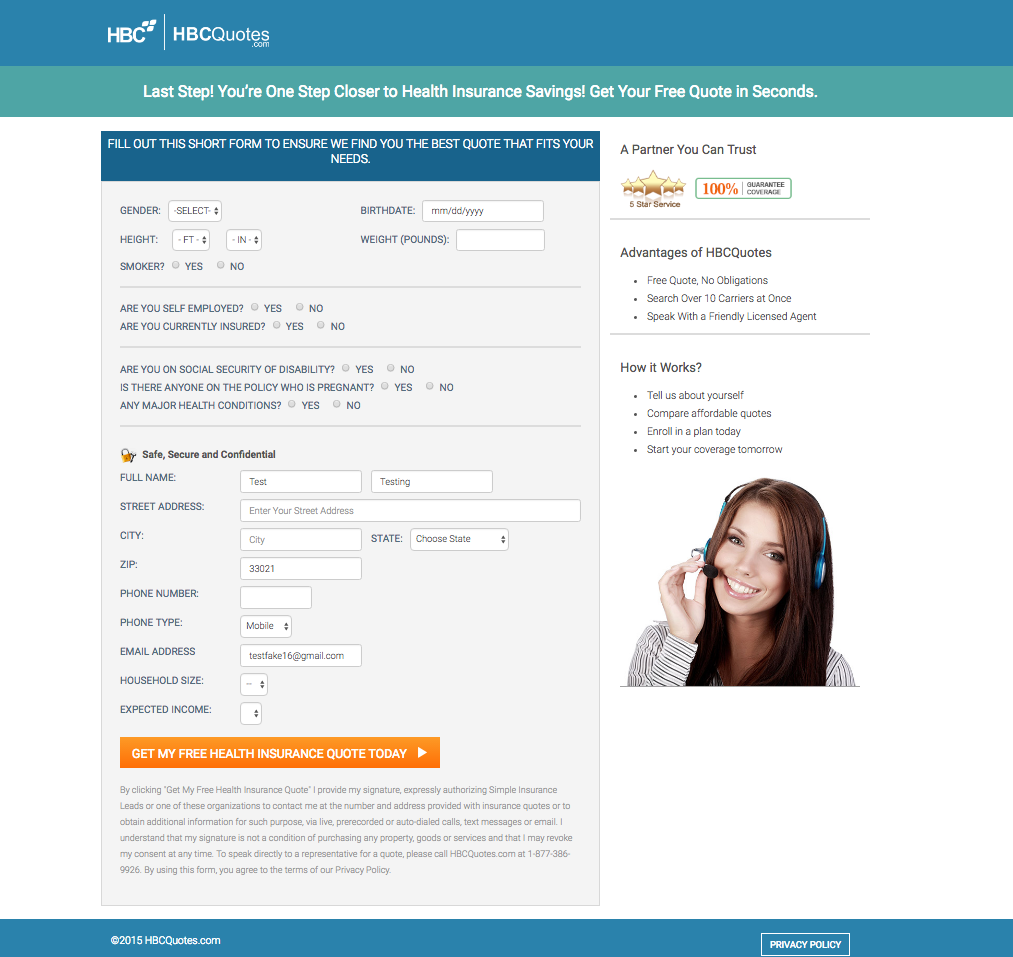 HBC HBCQuotes
.com
Last Step! You're One Step Closer to Health Insurance Savings! Get Your Free Quote in Seconds.
FILL OUT THIS SHORT FORM TO ENSURE WE FIND YOU THE BEST QUOTE THAT FITS YOUR
NEEDS.
GENDER: -SELECT- BIRTHDATE: mm/dd/yyyy
HEIGHT: - FT - - IN - WEIGHT (POUNDS):
SMOKER? YES NO
ARE YOU SELF EMPLOYED? YES NO
ARE YOU CURRENTLY INSURED? YES NO
ARE YOU ON SOCIAL SECURITY OF DISABILITY? YES NO
IS THERE ANYONE ON THE POLICY WHO IS PREGNANT? YES NO
ANY MAJOR HEALTH CONDITIONS? YES NO
Safe, Secure and Confidential
FULL NAME: Test Testing
STREET ADDRESS: Enter Your Street Address
CITY: City STATE: Choose State
ZIP: 33021
PHONE NUMBER:
PHONE TYPE: Mobile
EMAIL ADDRESS testfake16@gmail.com
HOUSEHOLD SIZE: --
EXPECTED INCOME:
GET MY FREE HEALTH INSURANCE QUOTE TODAY
By clicking "Get My Free Health Insurance Quote" I provide my signature, expressly authorizing Simple Insurance
Leads or one of these organizations to contact me at the number and address provided with insurance quotes or to
obtain additional information for such purpose, via live, prerecorded or auto-dialed calls, text messages or email. I
understand that my signature is not a condition of purchasing any property, goods or services and that I may revoke
my consent at any time. To speak directly to a representative for a quote, please call HBCQuotes.com at 1-877-386-
9926. By using this form, you agree to the terms of our Privacy Policy.
A Partner You Can Trust
5 Star Service
100% GUARANTEE
COVERAGE
Advantages of HBCQuotes
Free Quote, No Obligations
Search Over 10 Carriers at Once
Speak With a Friendly Licensed Agent
How it Works?
Tell us about yourself
Compare affordable quotes
Enroll in a plan today
Start your coverage tomorrow
©2015 HBCQuotes.com
PRIVACY POLICY